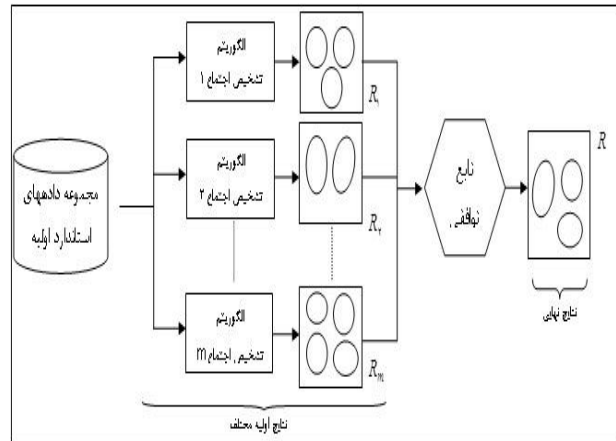 الگوریتم
تشخیص اجتماع ۱
R۱
مجموعه دادههای
استاندارد اولیه
الگوریتم
تشخیص اجتماع ۲
R۲
تابع
توافقی
R
نتایج نهایی
الگوریتم
تشخیص اجتماع m
Rm
نتایج اولیه مختلف